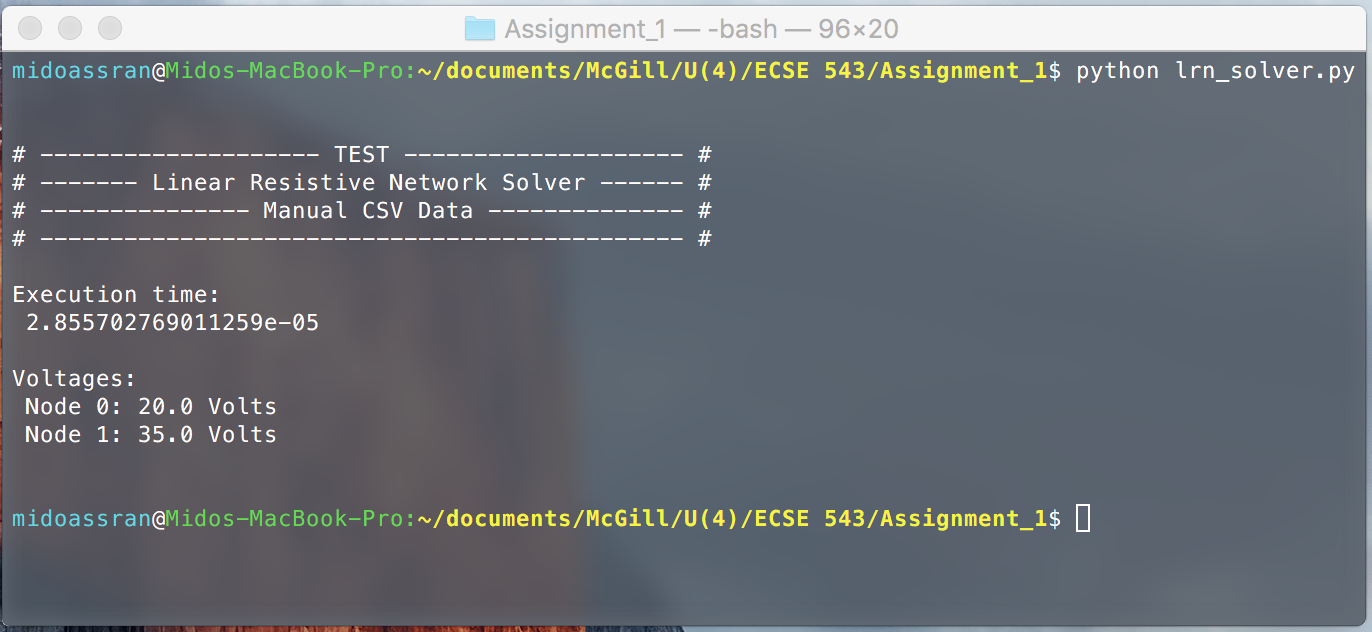 Assignment_1 — -bash — 96×20
midoassran@Midos-MacBook-Pro:~/documents/McGill/U(4)/ECSE 543/Assignment_1$ python lrn_solver.py
# -------------------- TEST -------------------- #
# ------- Linear Resistive Network Solver ------ #
# --------------- Manual CSV Data -------------- #
# ---------------------------------------------- #
Execution time:
2.855702769011259e-05
Voltages:
Node 0: 20.0 Volts
Node 1: 35.0 Volts
midoassran@Midos-MacBook-Pro:~/documents/McGill/U(4)/ECSE 543/Assignment_1$